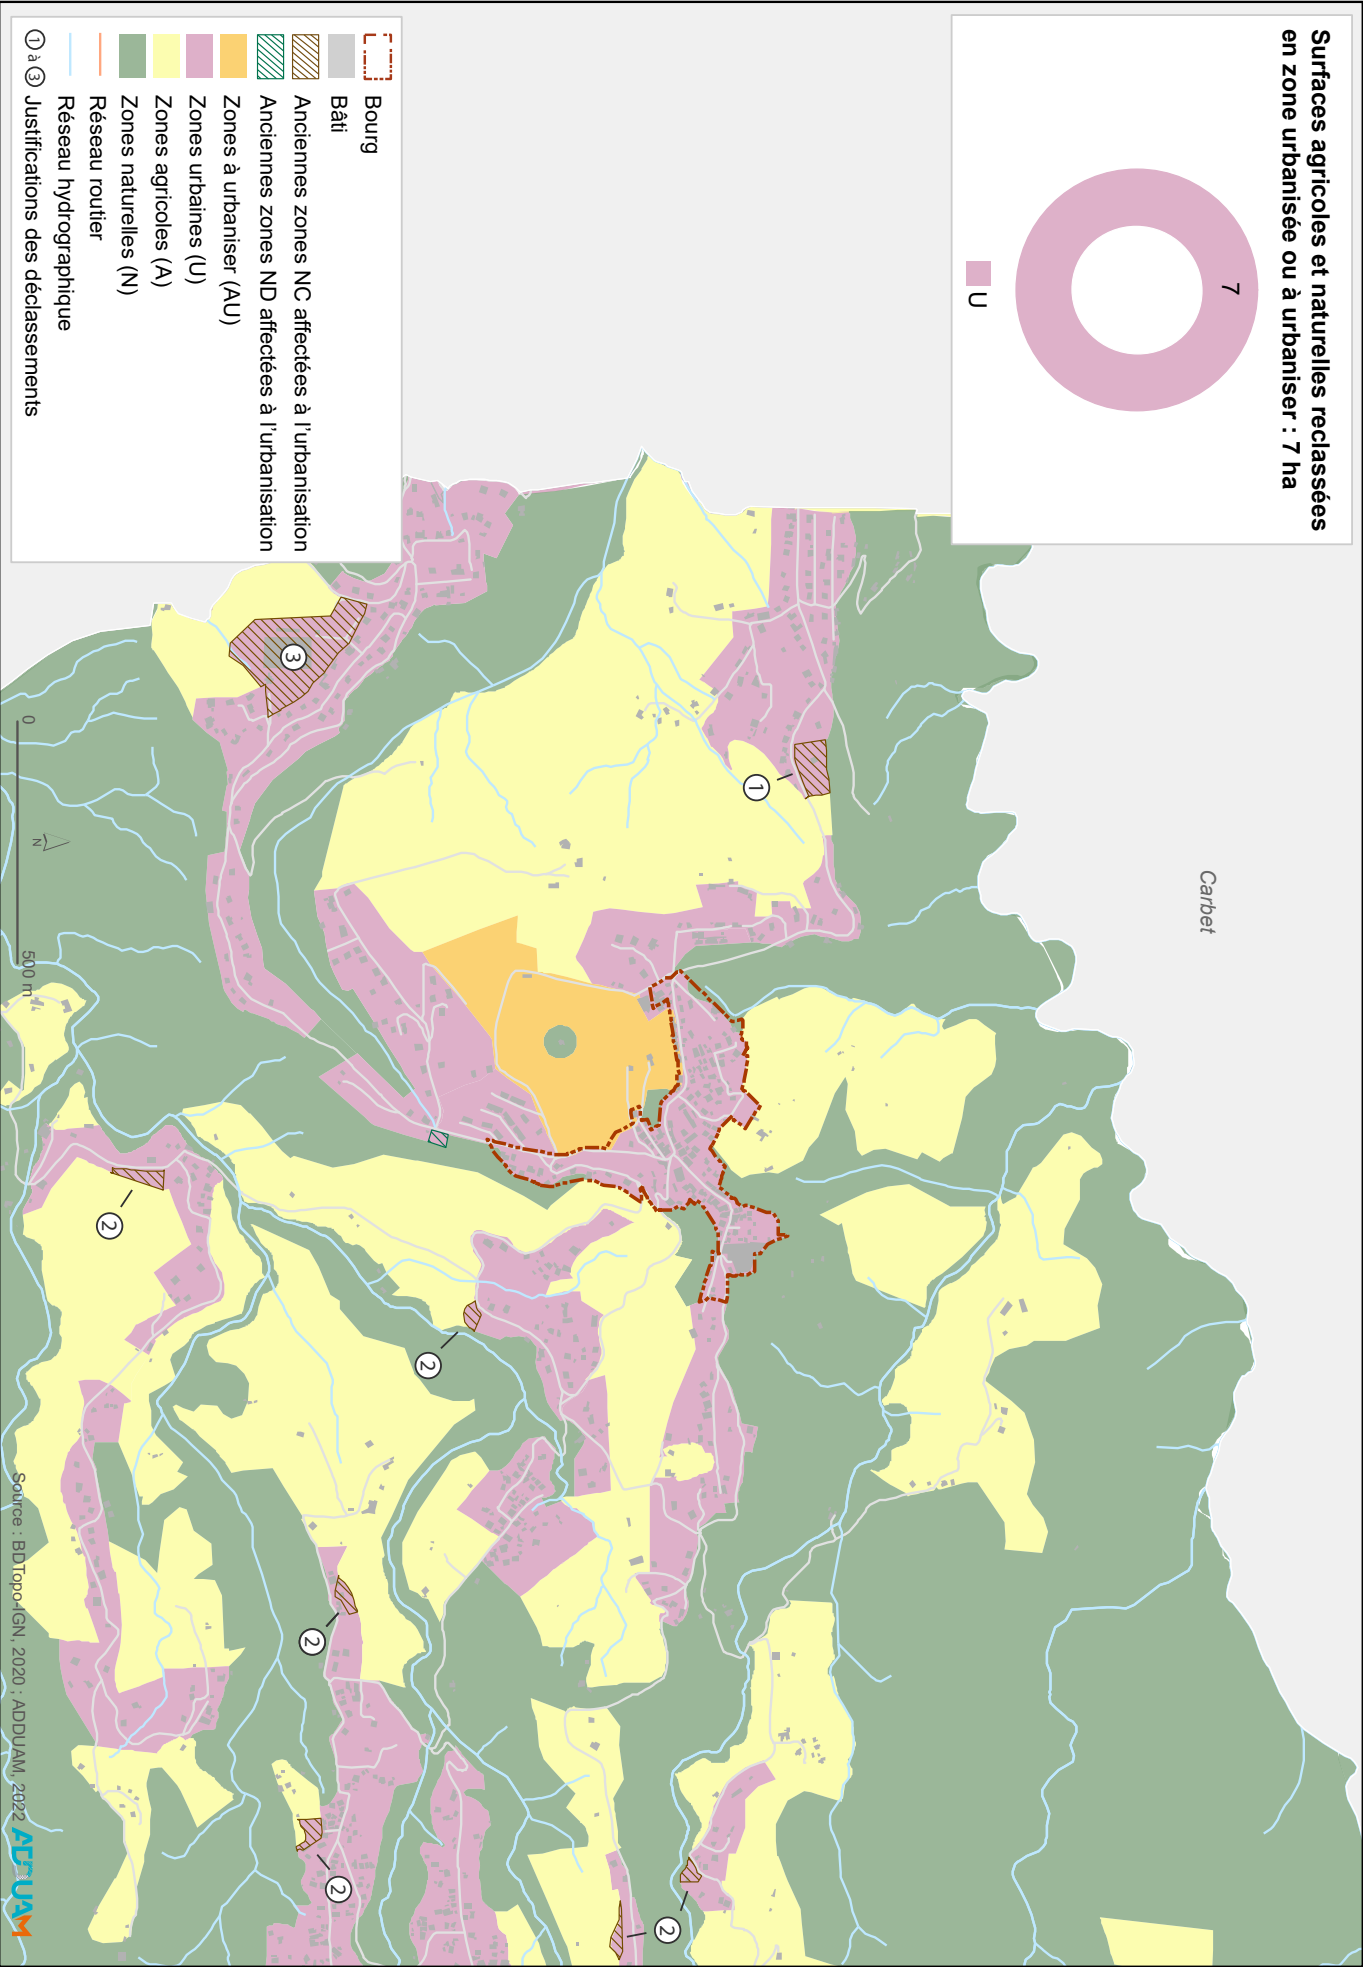 Surfaces agricoles et naturelles reclassées
en zone urbanisée ou à urbaniser : 7 ha
7
U
Carbet
1
3
2
2
2
2
2
Bourg
Bâti
Anciennes zones NC affectées à l'urbanisation
Anciennes zones ND affectées à l'urbanisation
Zones à urbaniser (AU)
Zones urbaines (U)
Zones agricoles (A)
Zones naturelles (N)
Réseau routier
Réseau hydrographique
① à ③ Justifications des déclassements
N
0 500 m
Source : BDTopo-IGN, 2020 ; ADDUAM, 2022
ADDUAM